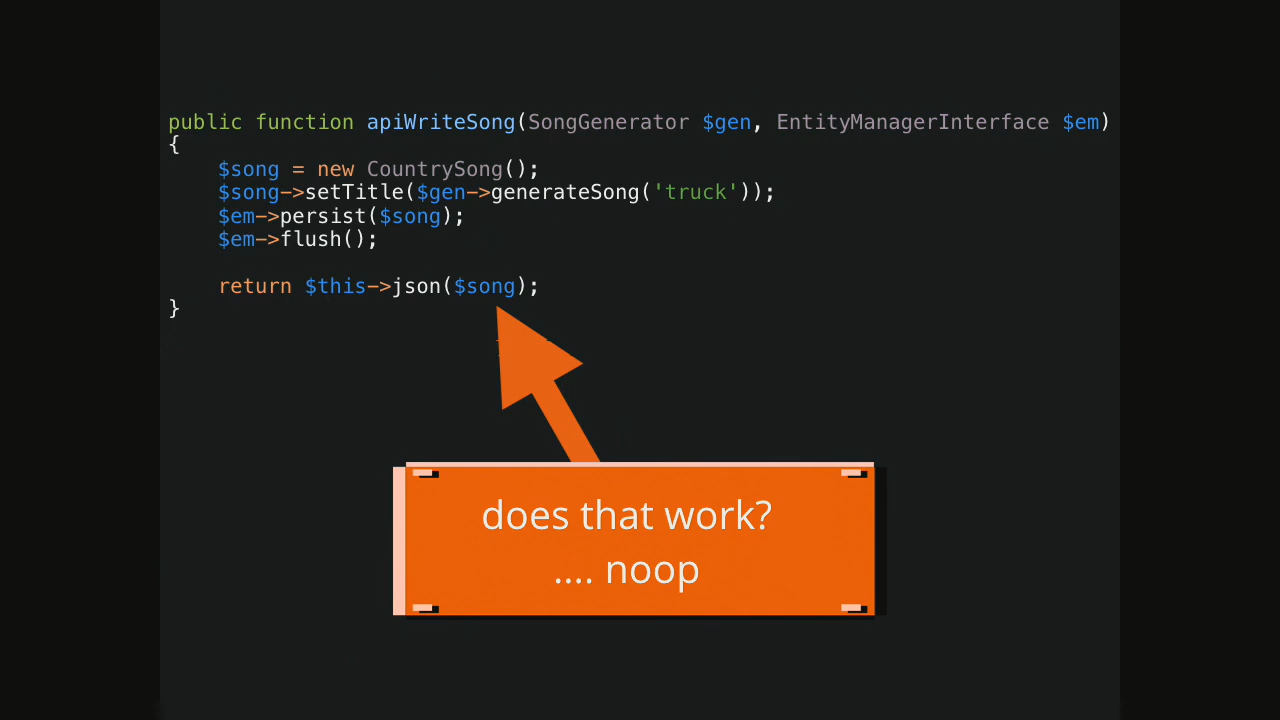 public function apiWriteSong(SongGenerator $gen, EntityManagerInterface $em)
{
    $song = new CountrySong();
    $song->setTitle($gen->generateSong('truck'));
    $em->persist($song);
    $em->flush();

    return $this->json($song);
}
does that work?
.... noop